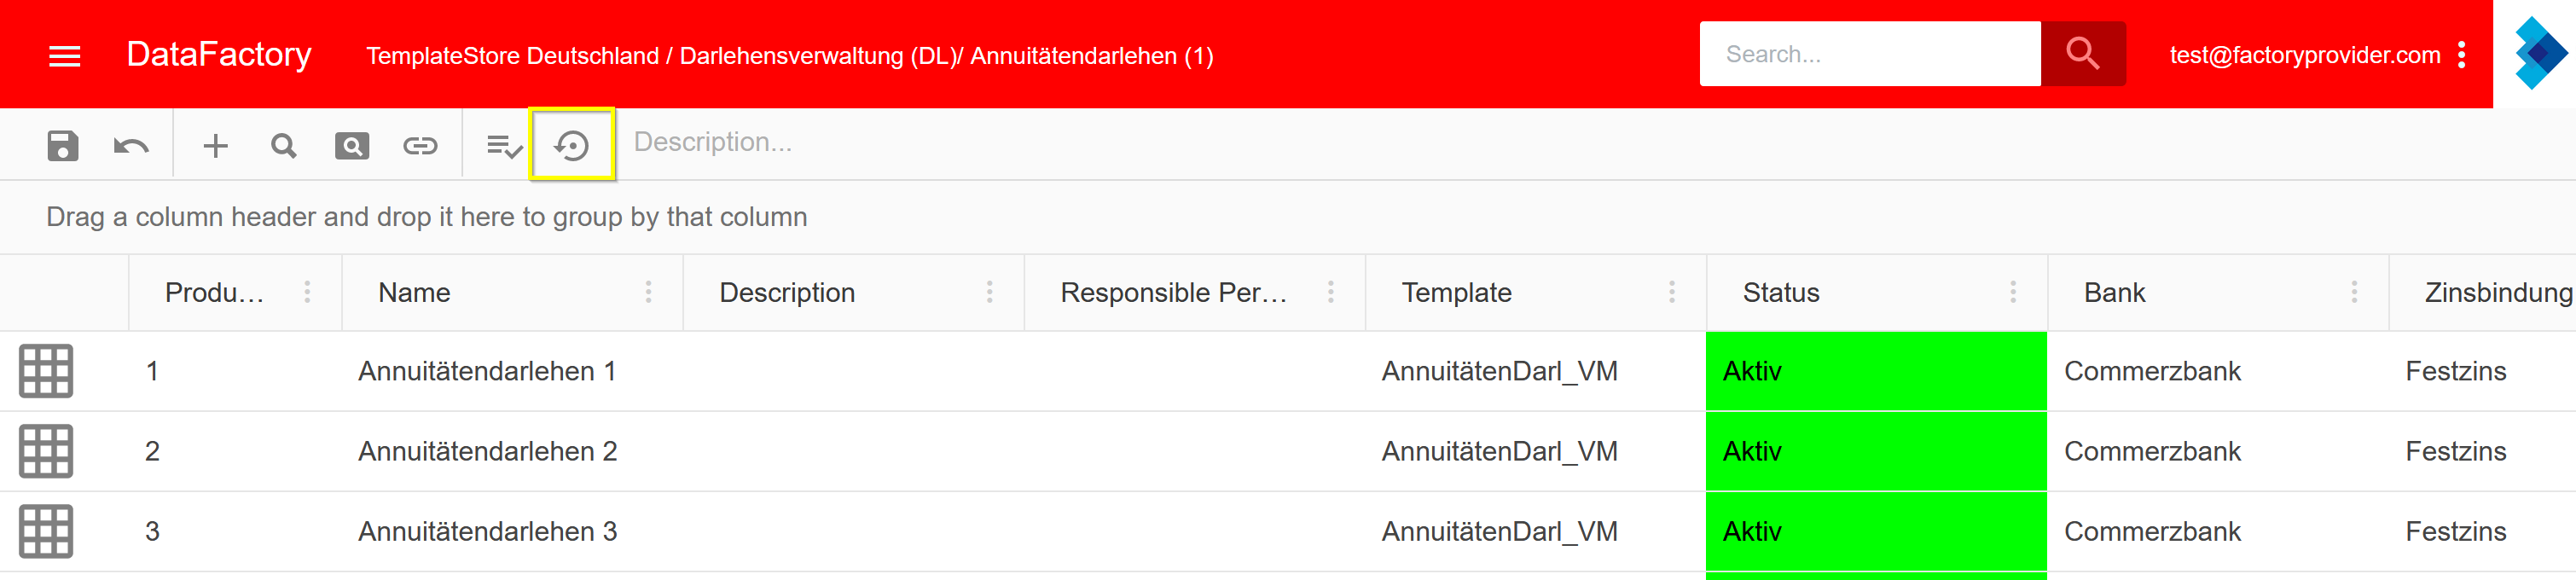 DataFactory TemplateStore Deutschland / Darlehensverwaltung (DL)/ Annuitätendarlehen (1) Search... test@factoryprovider.com
Description...
Drag a column header and drop it here to group by that column
Produ... Name Description Responsible Per... Template Status Bank Zinsbindung
1 Annuitätendarlehen 1 AnnuitätenDarl_VM Aktiv Commerzbank Festzins
2 Annuitätendarlehen 2 AnnuitätenDarl_VM Aktiv Commerzbank Festzins
3 Annuitätendarlehen 3 AnnuitätenDarl_VM Aktiv Commerzbank Festzins